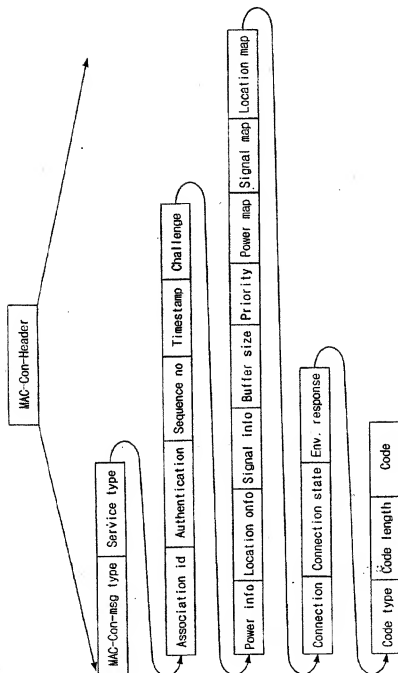 MAC-Con-Header
MAC-Con-msg type Service type
Association id Authentication Sequence no Timestamp Challenge
Power info Location onfo Signal info Buffer size Priority Power map Signal map Location map
Connection Connection state Env. response
Code type Code length Code